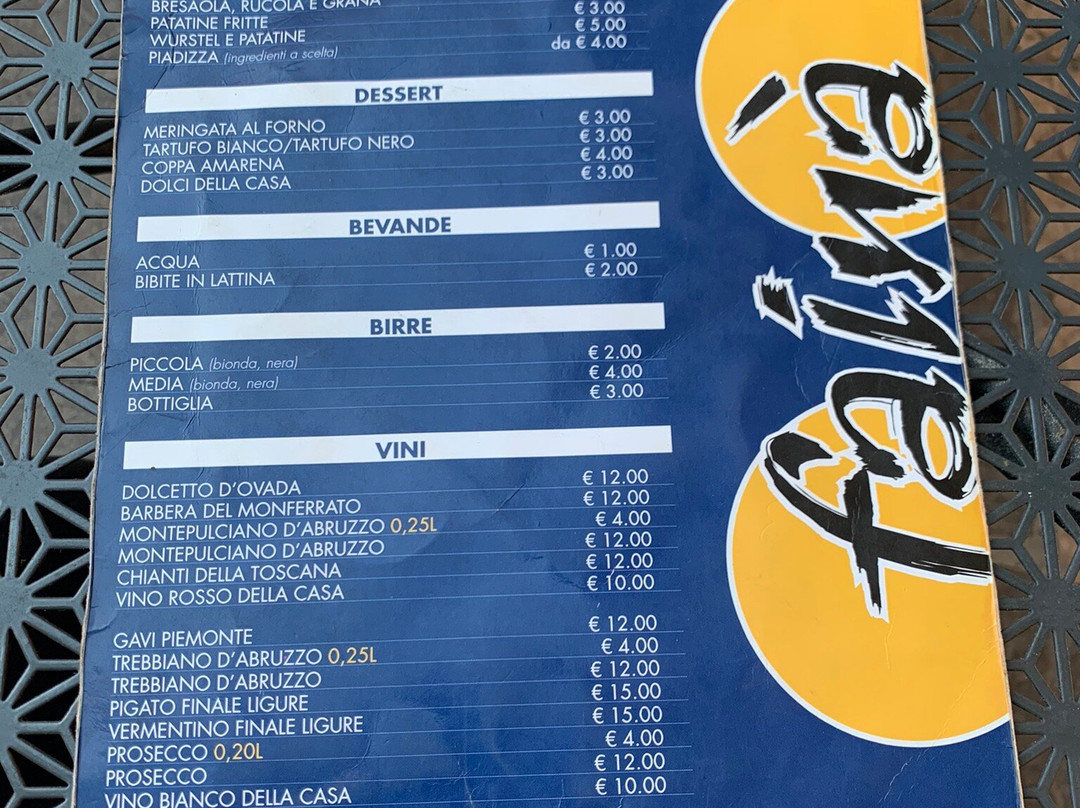 BRESAOLA, RUCOLA E GRANA
PATATINE FRITTE € 3.00
WURSTEL E PATATINE € 5.00
PIADIZZA (ingredienti a scelta) da € 4.00
DESSERT
MERINGATA AL FORNO € 3.00
TARTUFO BIANCO/TARTUFO NERO € 3.00
COPPA AMARENA € 4.00
DOLCI DELLA CASA € 3.00
BEVANDE
ACQUA € 1.00
BIBITE IN LATTINA € 2.00
BIRRE
PICCOLA (bionda, nera) € 2.00
MEDIA (bionda, nera) € 4.00
BOTTIGLIA € 3.00
VINI
DOLCETTO D'OVADA € 12.00
BARBERA DEL MONFERRATO € 12.00
MONTEPULCIANO D'ABRUZZO 0,25L € 4.00
MONTEPULCIANO D'ABRUZZO € 12.00
CHIANTI DELLA TOSCANA € 12.00
VINO ROSSO DELLA CASA € 10.00
GAVI PIEMONTE € 12.00
TREBBIANO D'ABRUZZO 0,25L € 4.00
TREBBIANO D'ABRUZZO € 12.00
PIGATO FINALE LIGURE € 15.00
VERMENTINO FINALE LIGURE € 15.00
PROSECCO 0,20L € 4.00
PROSECCO € 12.00
VINO BIANCO DELLA CASA € 10.00
fainà